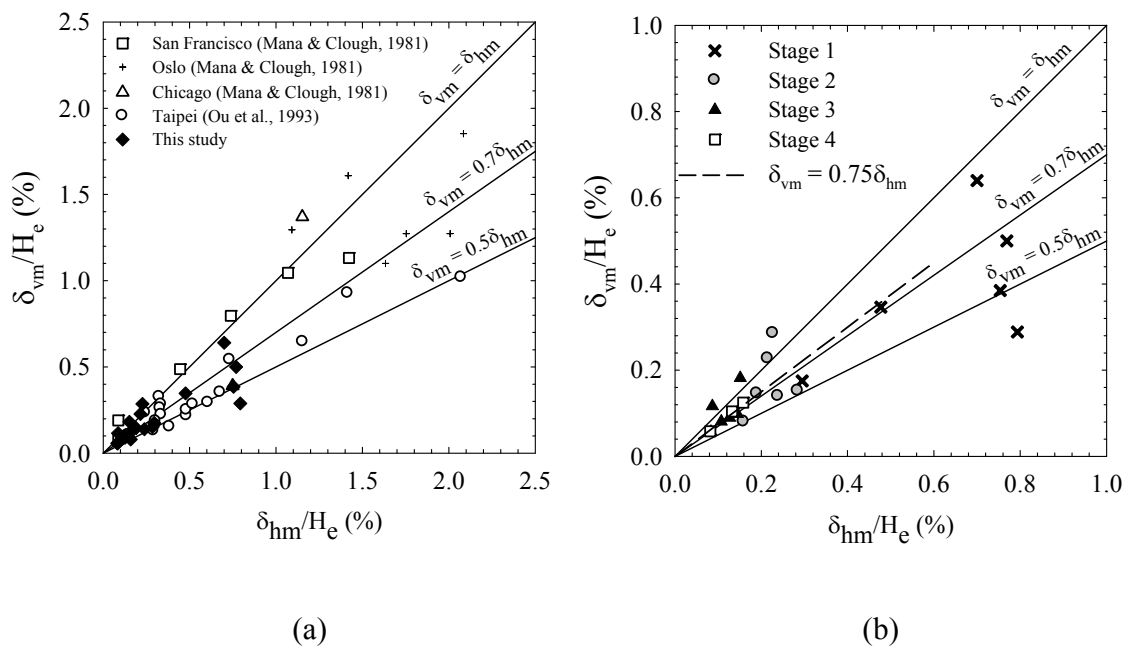 2.5
2.0
1.5
1.0
0.5
0.0
δvm/He (%)
San Francisco (Mana & Clough, 1981)
Oslo (Mana & Clough, 1981)
Chicago (Mana & Clough, 1981)
Taipei (Ou et al., 1993)
This study
δvm = δhm
δvm = 0.7δhm
δvm = 0.5δhm
0.0 0.5 1.0 1.5 2.0 2.5
δhm/He (%)
(a)
1.0
0.8
0.6
0.4
0.2
0.0
δvm/He (%)
Stage 1
Stage 2
Stage 3
Stage 4
δvm = 0.75δhm
δvm = δhm
δvm = 0.7δhm
δvm = 0.5δhm
0.0 0.2 0.4 0.6 0.8 1.0
δhm/He (%)
(b)